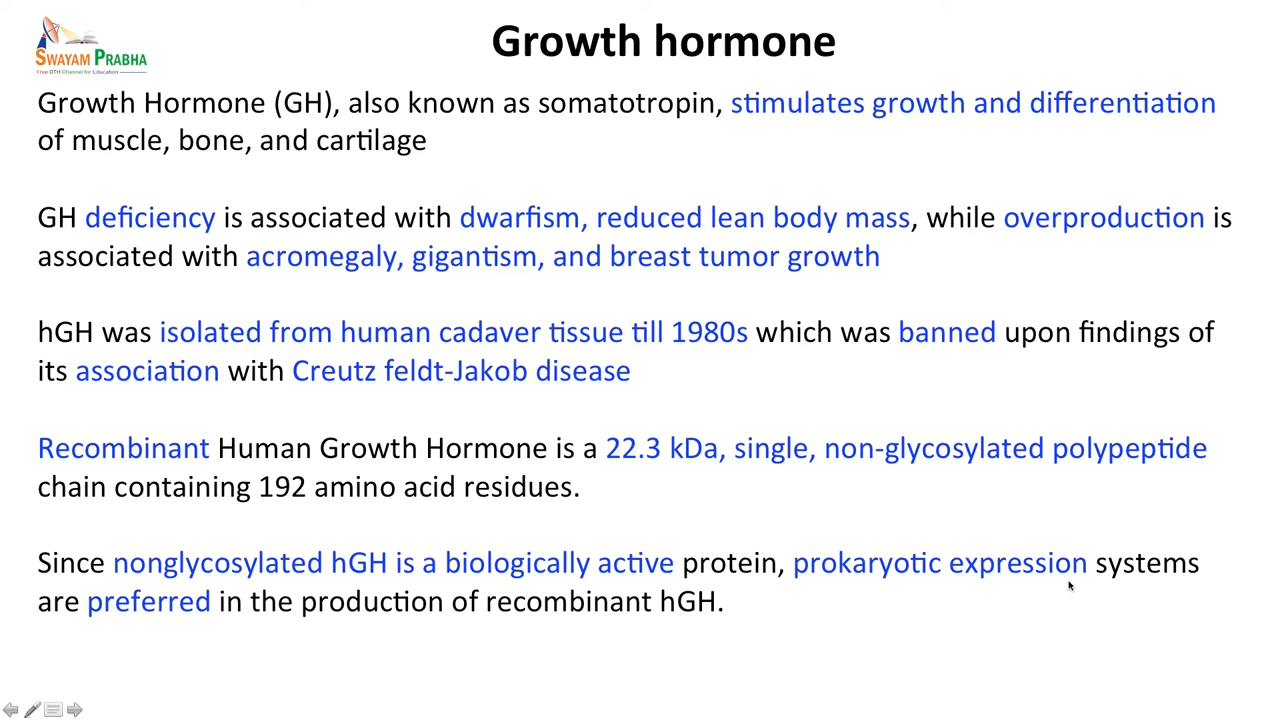 SWAYAM PRABHA
Free DTH Channel for Education
Growth hormone
Growth Hormone (GH), also known as somatotropin, stimulates growth and differentiation
of muscle, bone, and cartilage
GH deficiency is associated with dwarfism, reduced lean body mass, while overproduction is
associated with acromegaly, gigantism, and breast tumor growth
hGH was isolated from human cadaver tissue till 1980s which was banned upon findings of
its association with Creutz feldt-Jakob disease
Recombinant Human Growth Hormone is a 22.3 kDa, single, non-glycosylated polypeptide
chain containing 192 amino acid residues.
Since nonglycosylated hGH is a biologically active protein, prokaryotic expression systems
are preferred in the production of recombinant hGH.